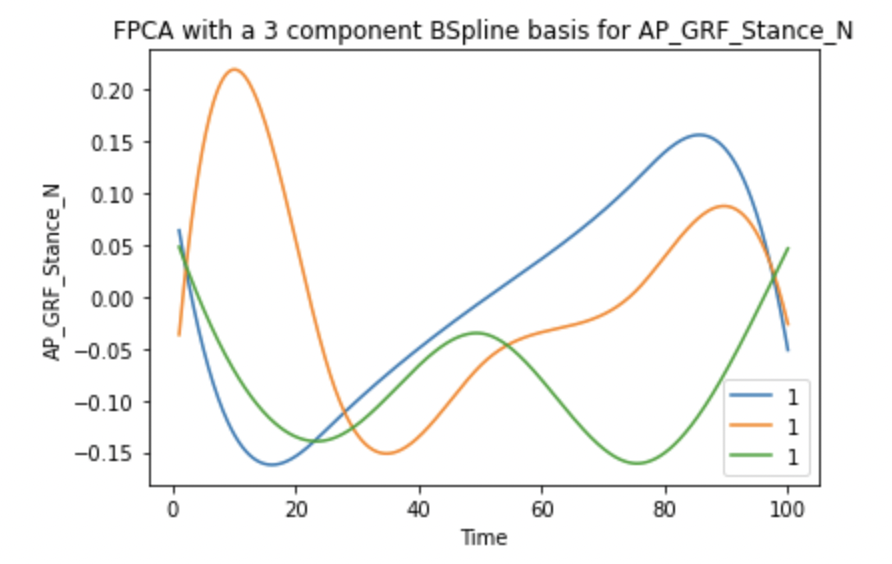 FPCA with a 3 component BSpline basis for AP_GRF_Stance_N
0.20
0.15
0.10
0.05
0.00
−0.05
−0.10
−0.15
AP_GRF_Stance_N
1
1
1
0 20 40 60 80 100
Time